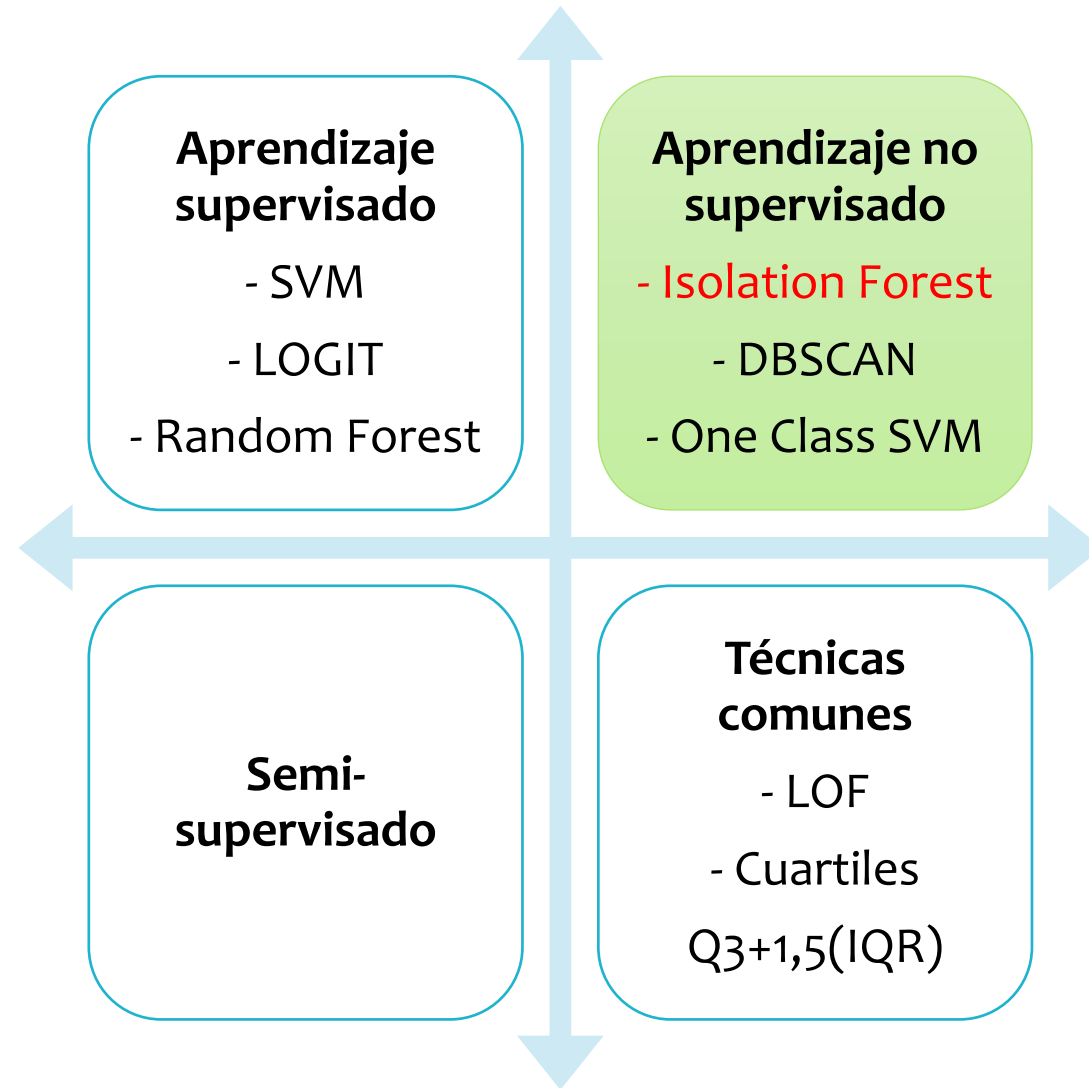 Aprendizaje
supervisado
- SVM
- LOGIT
- Random Forest
Aprendizaje no
supervisado
- Isolation Forest
- DBSCAN
- One Class SVM
Semi-
supervisado
Técnicas
comunes
- LOF
- Cuartiles
Q3+1,5(IQR)